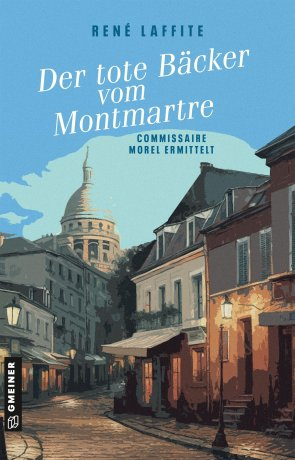 RENÉ LAFFITE
Der tote Bäcker
vom
Montmartre
COMMISSAIRE
MOREL ERMITTELT
GMEINER